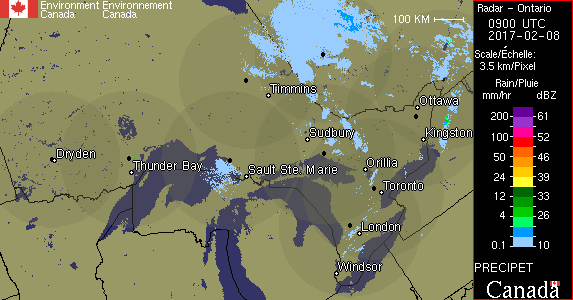 Environment Environnement
Canada Canada
100 KM
Timmins
Ottawa
Sudbury
Kingston
Dryden
Thunder Bay
Sault Ste. Marie
Orillia
Toronto
London
Windsor
Radar - Ontario
0900 UTC
2017-02-08
Scale/Échelle:
3.5 km/Pixel
Rain/Pluie
mm/hr dBZ
200 61
100 52
50 46
24 39
12 33
4 26
0.1 10
PRECIPET
Canada